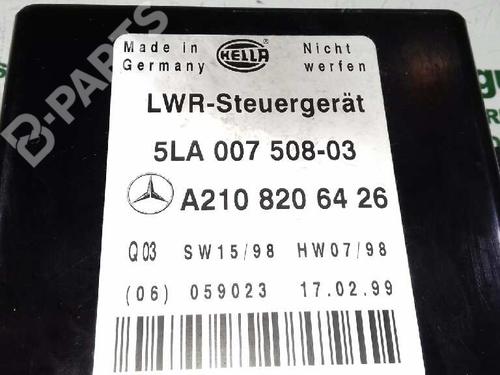 Made in Germany
HELLA
Nicht werfen
LWR-Steuergerät
5LA 007 508-03
A210 820 64 26
Q03 SW15/98 HW07/98
(06) 059023 17.02.99
B-PARTS